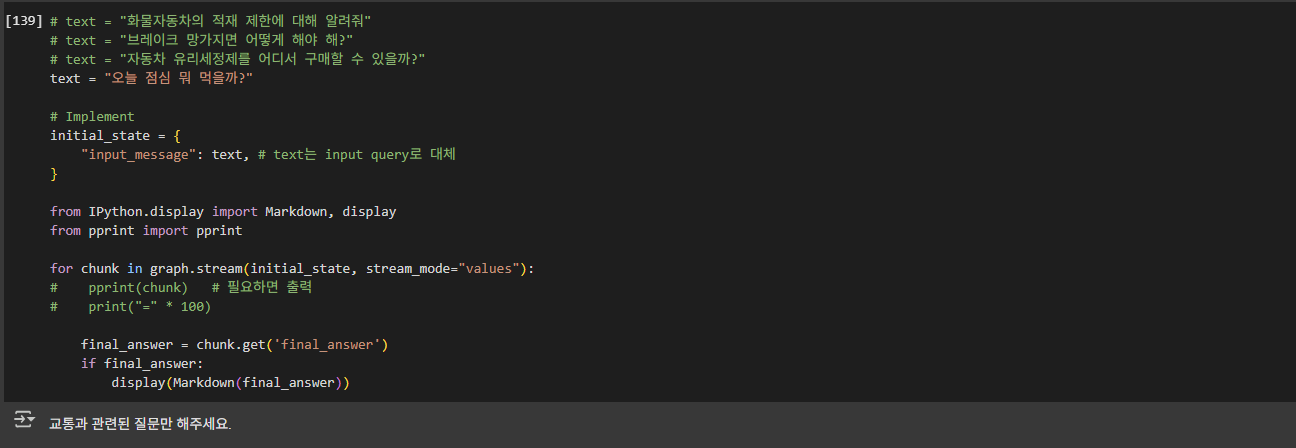 [139] # text = "화물자동차의 적재 제한에 대해 알려줘"
# text = "브레이크 망가지면 어떻게 해야 해?"
# text = "자동차 유리세정제를 어디서 구매할 수 있을까?"
text = "오늘 점심 뭐 먹을까?"
# Implement
initial_state = {
"input_message": text, # text는 input query로 대체
}
from IPython.display import Markdown, display
from pprint import pprint
for chunk in graph.stream(initial_state, stream_mode="values"):
#    pprint(chunk)   # 필요하면 출력
#    print("=" * 100)
final_answer = chunk.get('final_answer')
if final_answer:
display(Markdown(final_answer))
교통과 관련된 질문만 해주세요.